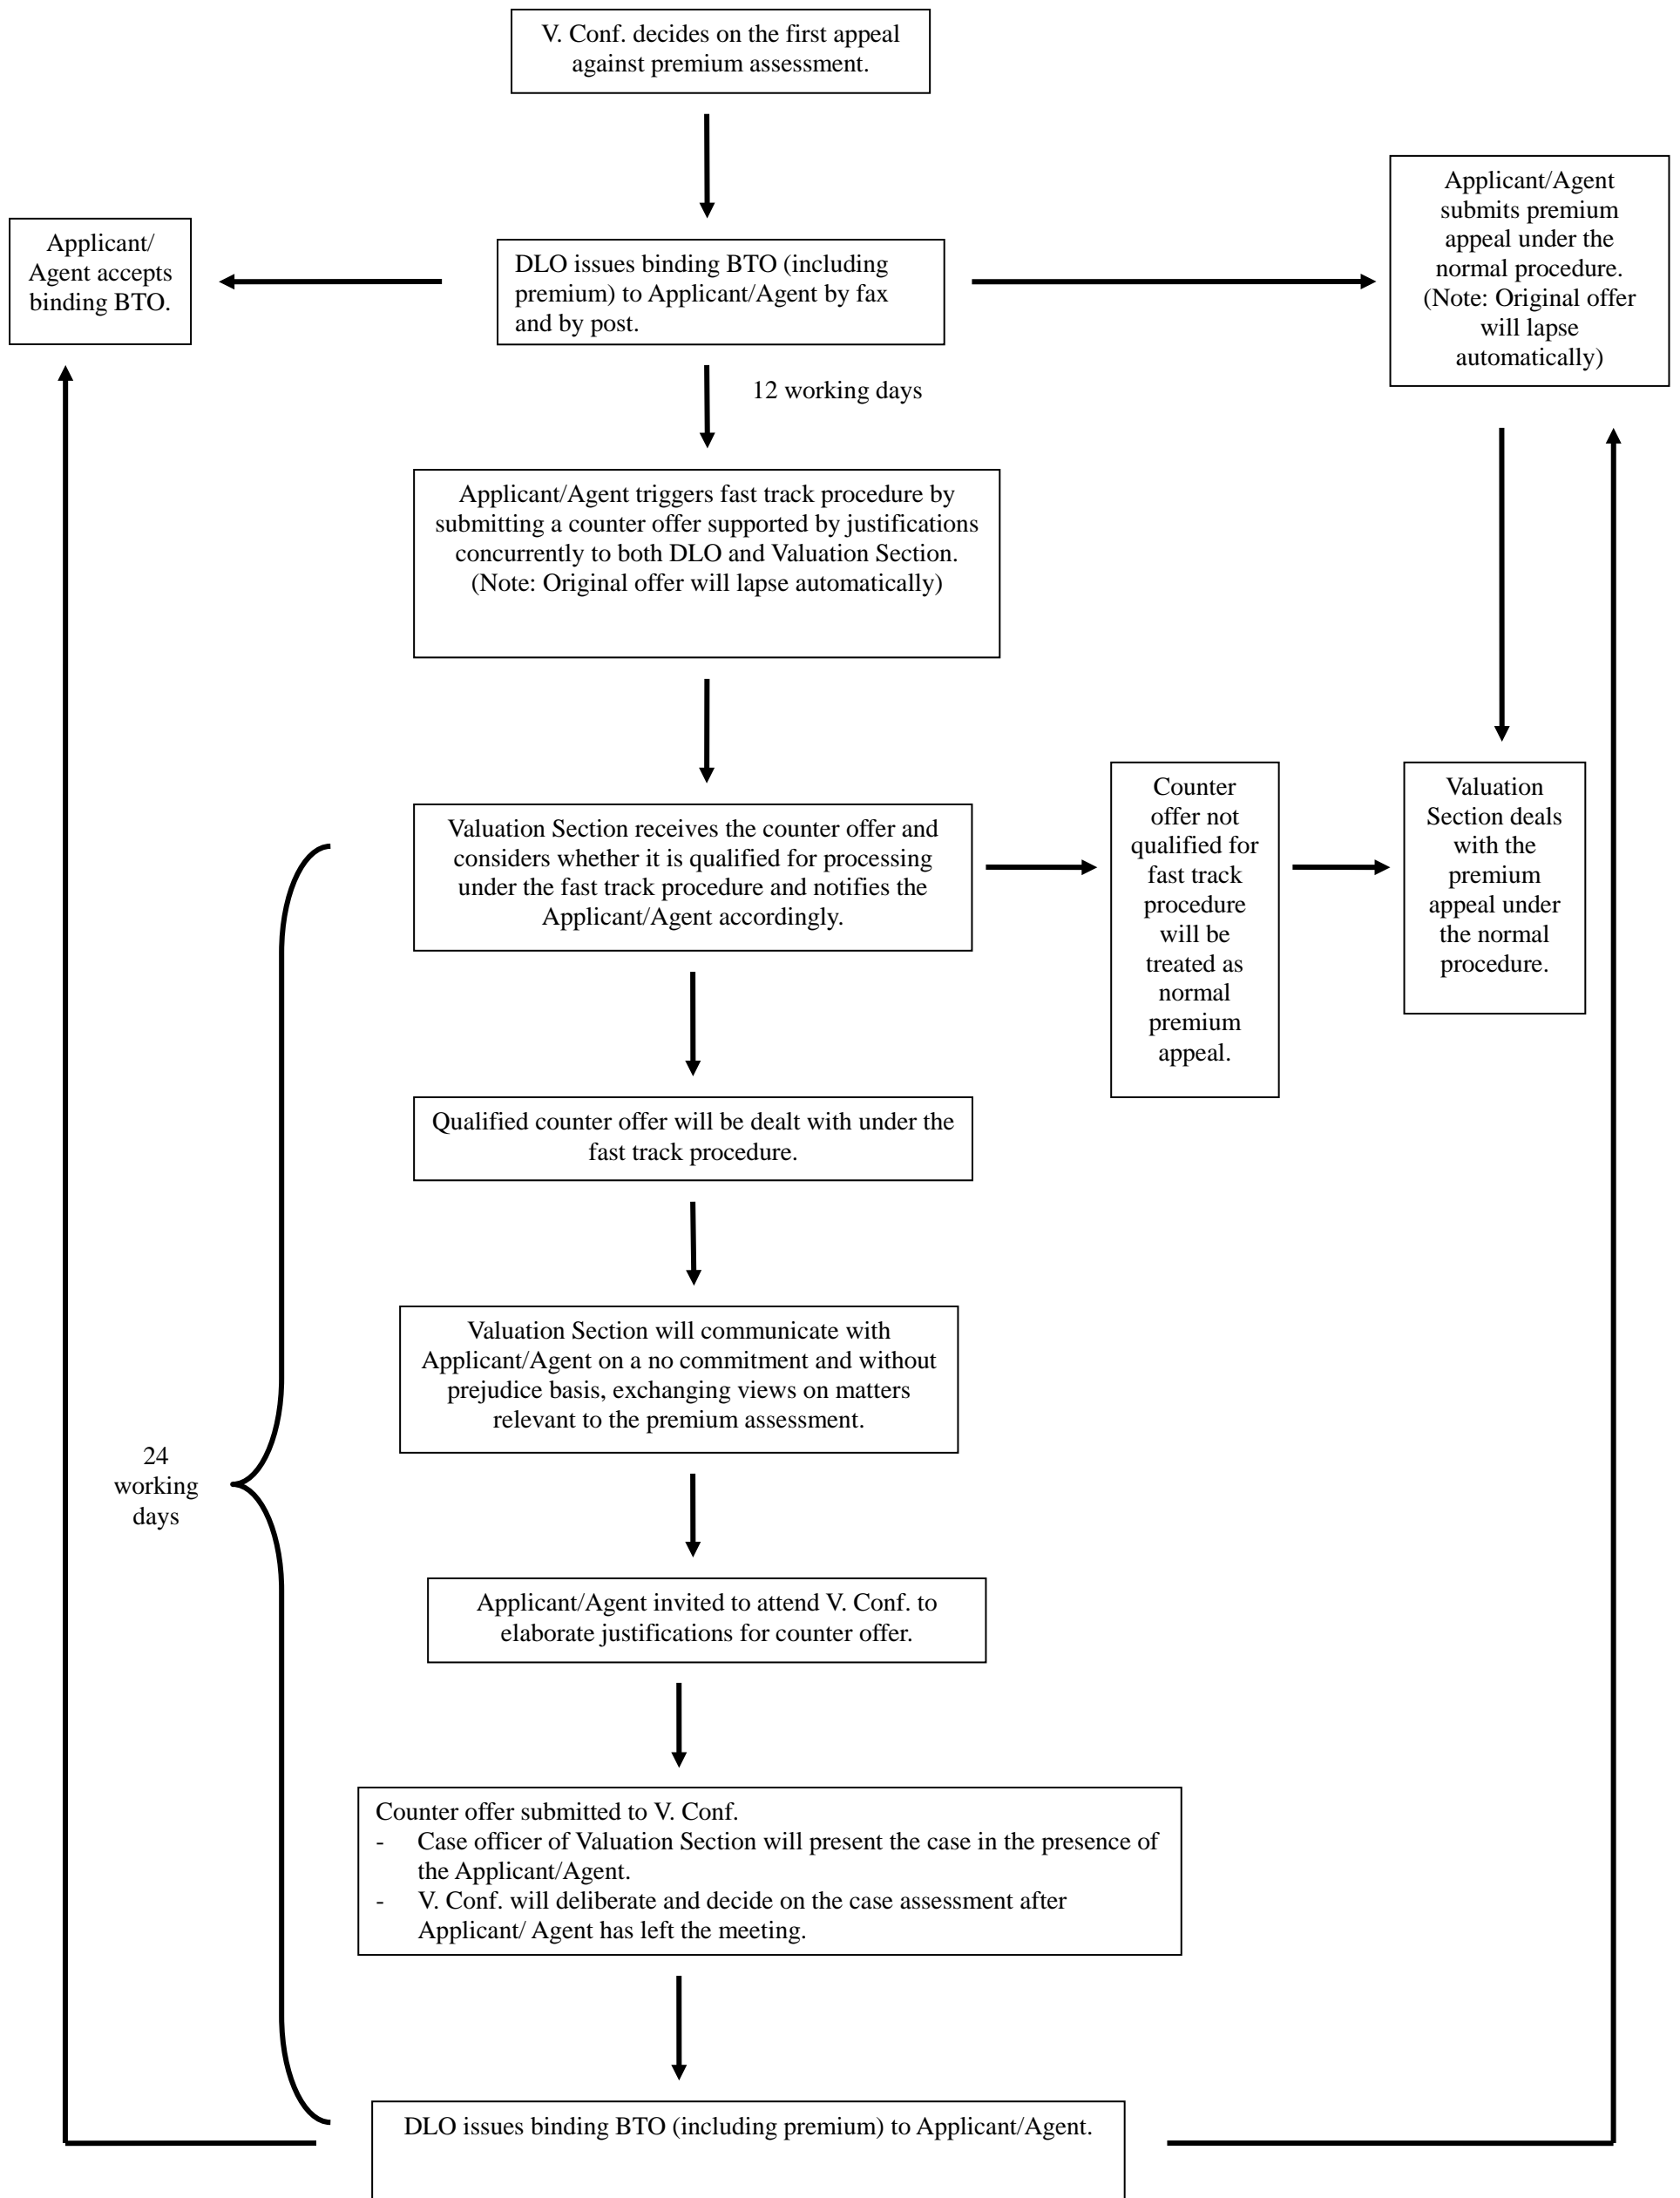 V. Conf. decides on the first appeal
against premium assessment.
Applicant/
Agent accepts
binding BTO.
DLO issues binding BTO (including
premium) to Applicant/Agent by fax
and by post.
Applicant/Agent
submits premium
appeal under the
normal procedure.
(Note: Original offer
will lapse
automatically)
12 working days
Applicant/Agent triggers fast track procedure by
submitting a counter offer supported by justifications
concurrently to both DLO and Valuation Section.
(Note: Original offer will lapse automatically)
Valuation Section receives the counter offer and
considers whether it is qualified for processing
under the fast track procedure and notifies the
Applicant/Agent accordingly.
Counter
offer not
qualified for
fast track
procedure
will be
treated as
normal
premium
appeal.
Valuation
Section deals
with the
premium
appeal under
the normal
procedure.
Qualified counter offer will be dealt with under the
fast track procedure.
Valuation Section will communicate with
Applicant/Agent on a no commitment and without
prejudice basis, exchanging views on matters
relevant to the premium assessment.
24
working
days
Applicant/Agent invited to attend V. Conf. to
elaborate justifications for counter offer.
Counter offer submitted to V. Conf.
- Case officer of Valuation Section will present the case in the presence of
the Applicant/Agent.
- V. Conf. will deliberate and decide on the case assessment after
Applicant/ Agent has left the meeting.
DLO issues binding BTO (including premium) to Applicant/Agent.